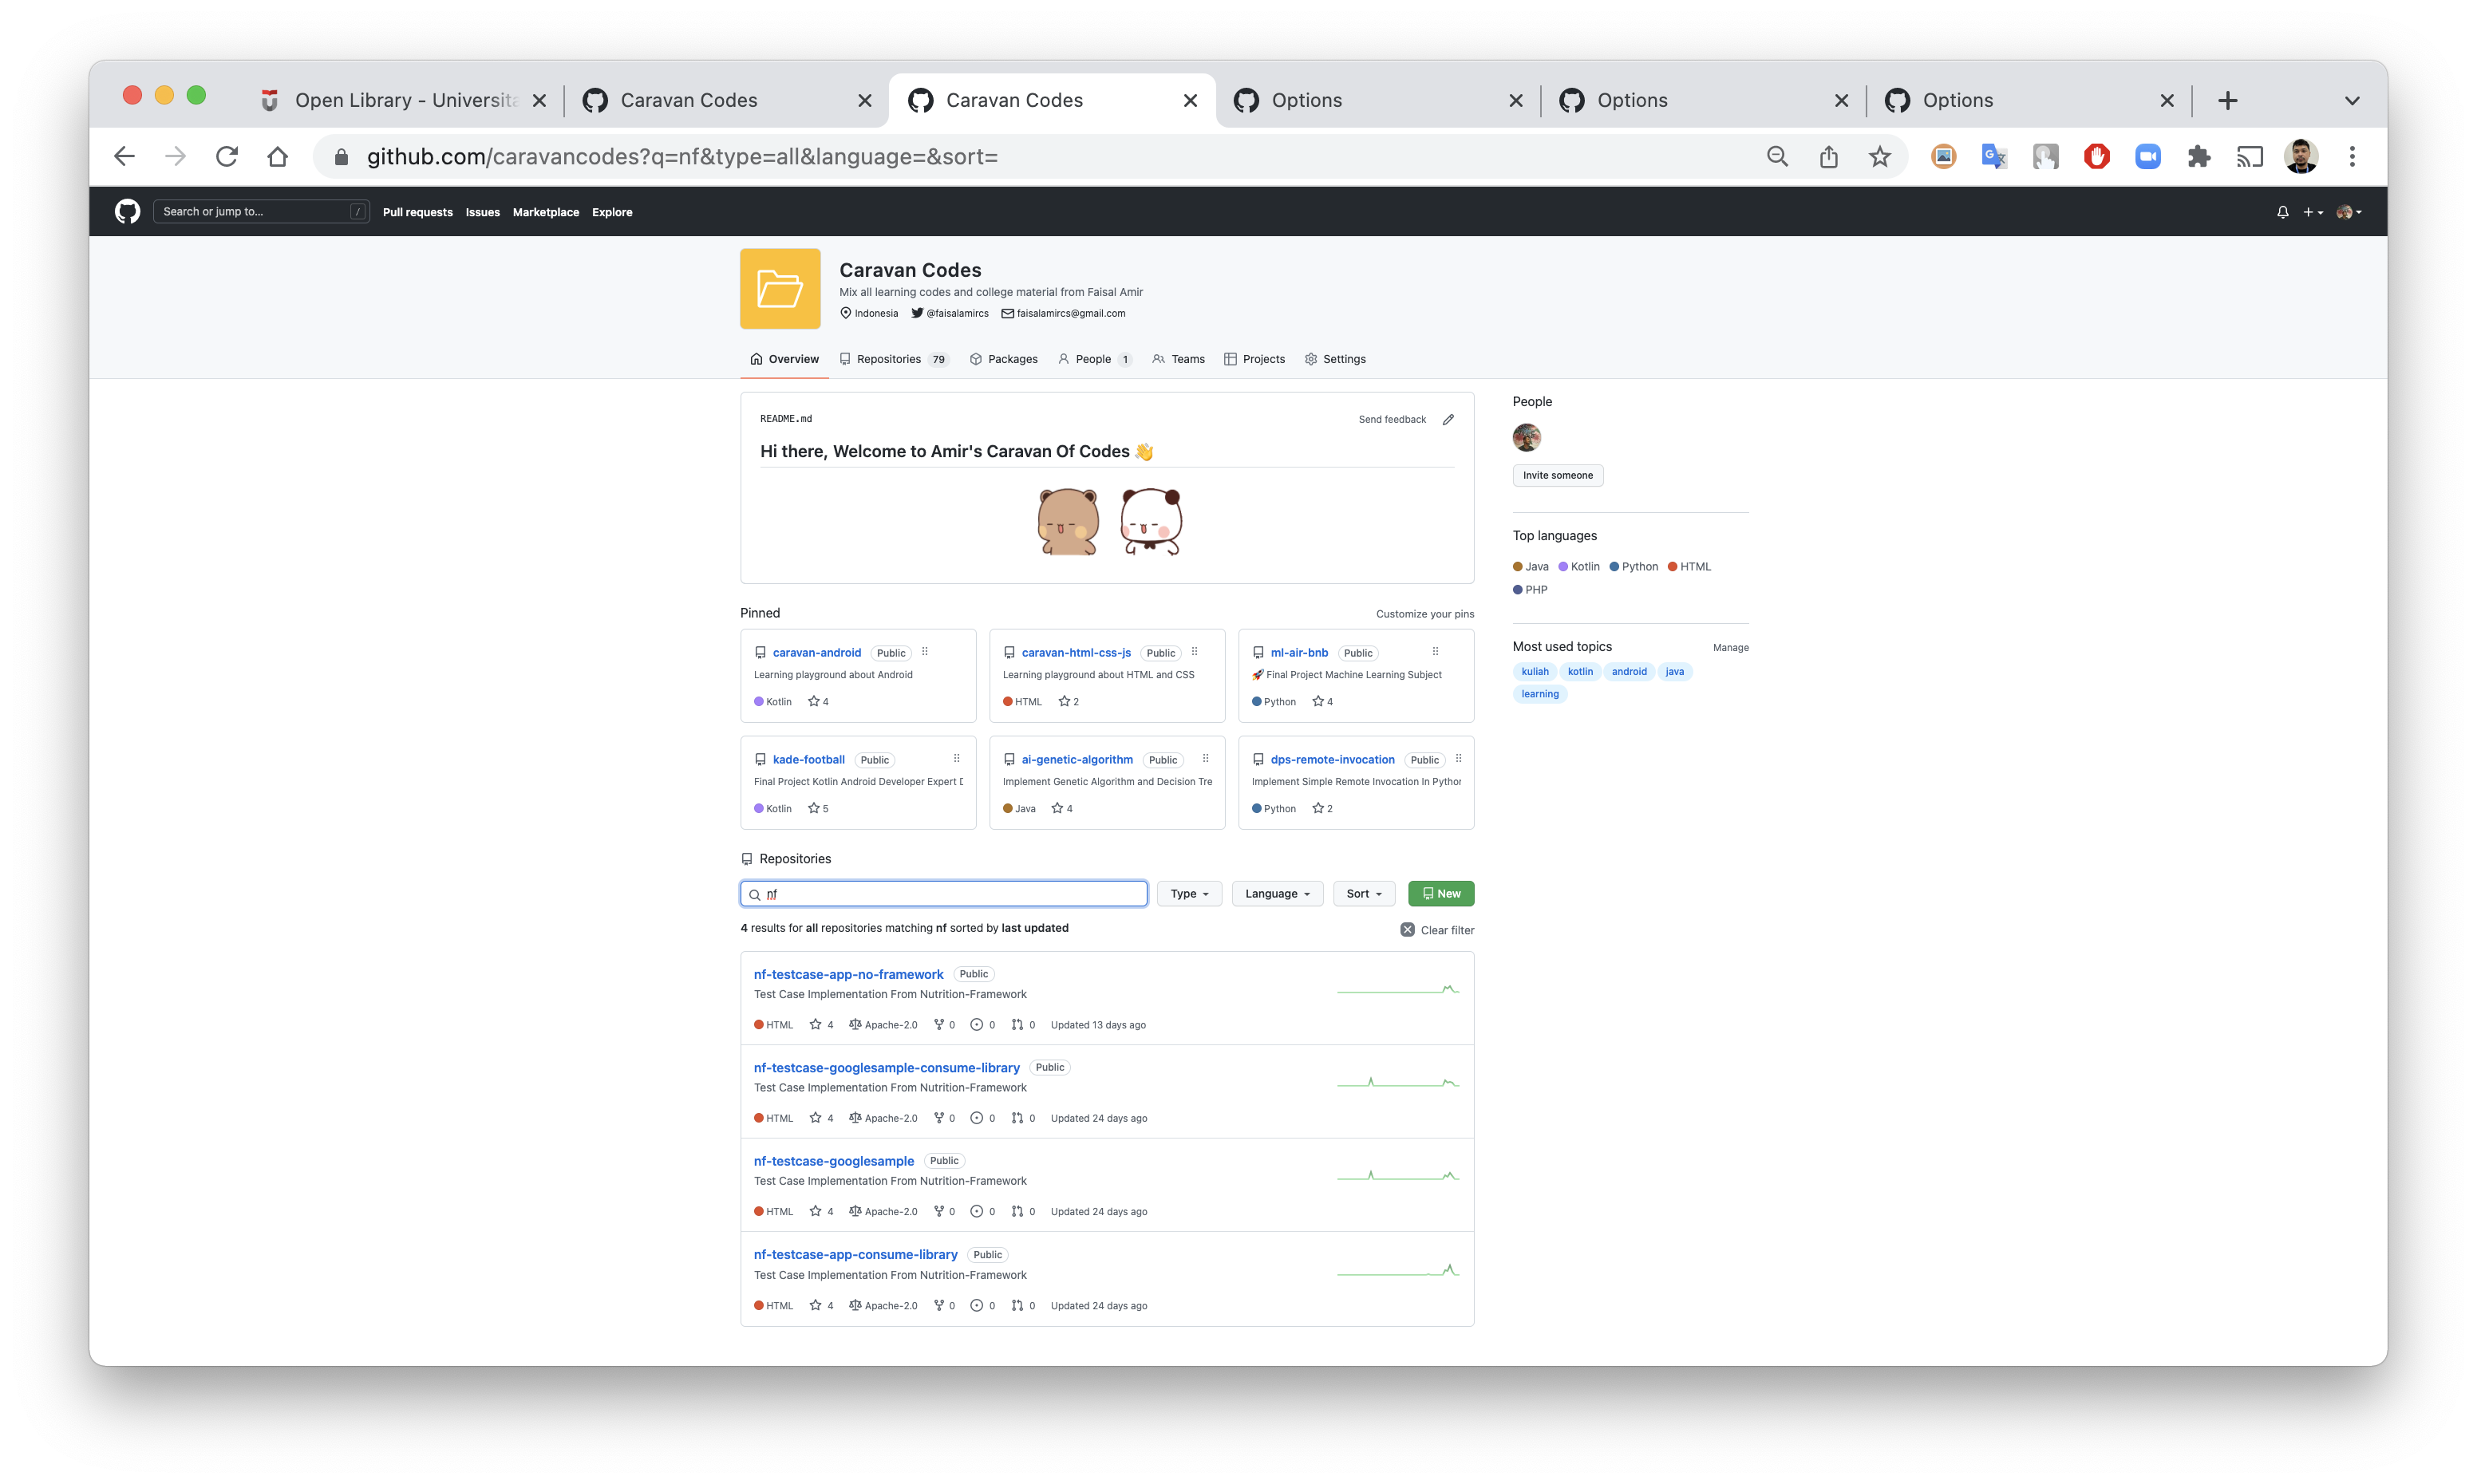 Open Library - Universita
Caravan Codes
Caravan Codes
Options
Options
Options
github.com/caravancodes?q=nf&type=all&language=&sort=
Search or jump to... /
Pull requests Issues Marketplace Explore
Caravan Codes
Mix all learning codes and college material from Faisal Amir
Indonesia @faisalamircs faisalamircs@gmail.com
Overview Repositories 79 Packages People 1 Teams Projects Settings
README.md Send feedback
Hi there, Welcome to Amir's Caravan Of Codes 👋
People
Invite someone
Top languages
Java Kotlin Python HTML
PHP
Most used topics Manage
kuliah kotlin android java
learning
Pinned Customize your pins
caravan-android Public
Learning playground about Android
Kotlin 4
caravan-html-css-js Public
Learning playground about HTML and CSS
HTML 2
ml-air-bnb Public
🚀 Final Project Machine Learning Subject
Python 4
kade-football Public
Final Project Kotlin Android Developer Expert D
Kotlin 5
ai-genetic-algorithm Public
Implement Genetic Algorithm and Decision Tre
Java 4
dps-remote-invocation Public
Implement Simple Remote Invocation In Python
Python 2
Repositories
nf Type Language Sort New
4 results for all repositories matching nf sorted by last updated Clear filter
nf-testcase-app-no-framework Public
Test Case Implementation From Nutrition-Framework
HTML 4 Apache-2.0 0 0 0 Updated 13 days ago
nf-testcase-googlesample-consume-library Public
Test Case Implementation From Nutrition-Framework
HTML 4 Apache-2.0 0 0 0 Updated 24 days ago
nf-testcase-googlesample Public
Test Case Implementation From Nutrition-Framework
HTML 4 Apache-2.0 0 0 0 Updated 24 days ago
nf-testcase-app-consume-library Public
Test Case Implementation From Nutrition-Framework
HTML 4 Apache-2.0 0 0 0 Updated 24 days ago